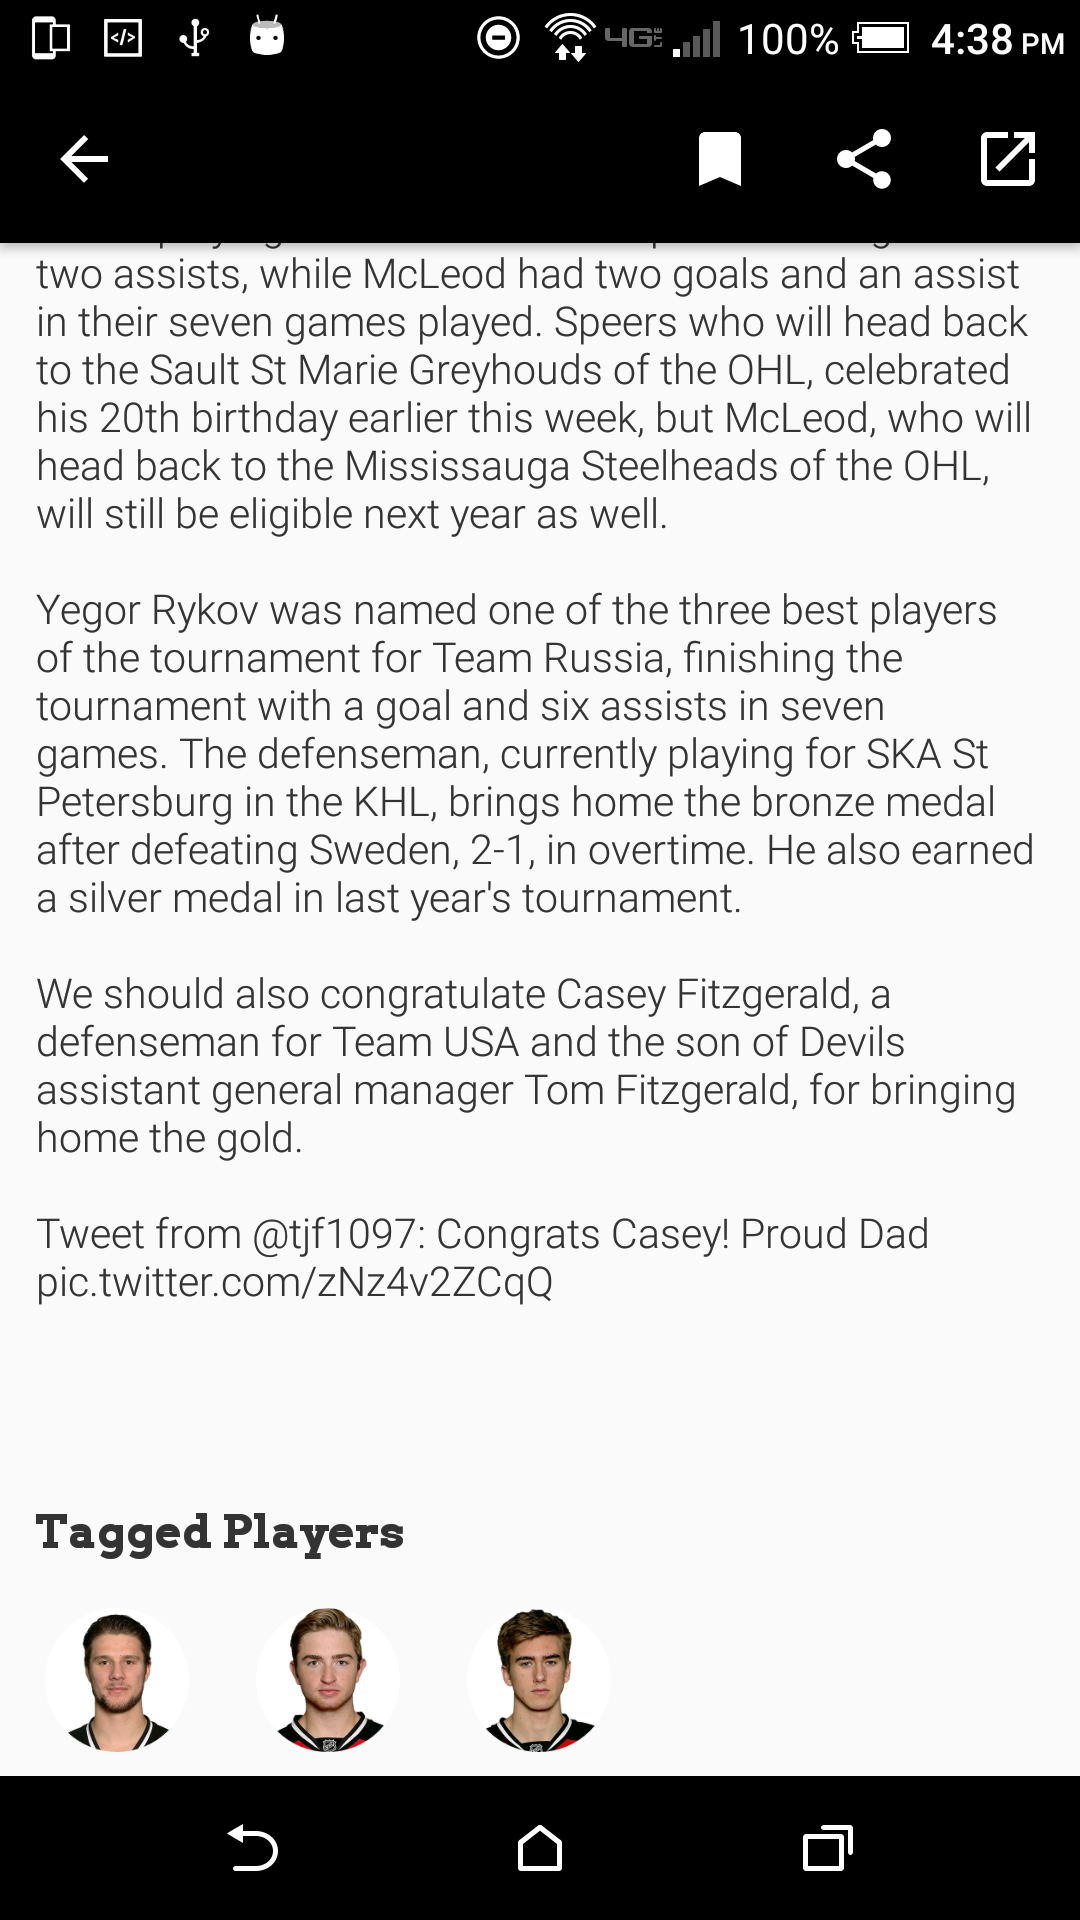 100% 4:38 PM
two assists, while McLeod had two goals and an assist
in their seven games played. Speers who will head back
to the Sault St Marie Greyhouds of the OHL, celebrated
his 20th birthday earlier this week, but McLeod, who will
head back to the Mississauga Steelheads of the OHL,
will still be eligible next year as well.
Yegor Rykov was named one of the three best players
of the tournament for Team Russia, finishing the
tournament with a goal and six assists in seven
games. The defenseman, currently playing for SKA St
Petersburg in the KHL, brings home the bronze medal
after defeating Sweden, 2-1, in overtime. He also earned
a silver medal in last year's tournament.
We should also congratulate Casey Fitzgerald, a
defenseman for Team USA and the son of Devils
assistant general manager Tom Fitzgerald, for bringing
home the gold.
Tweet from @tjf1097: Congrats Casey! Proud Dad
pic.twitter.com/zNz4v2ZCqQ
Tagged Players